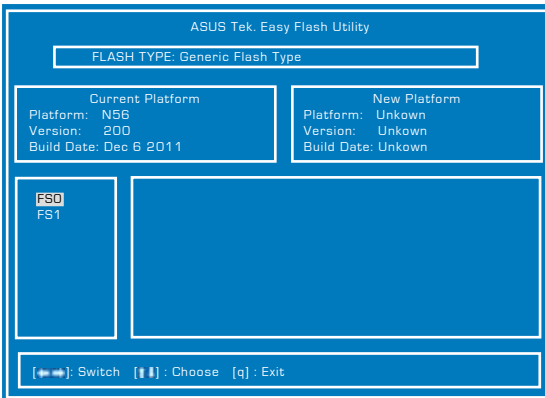 ASUS Tek. Easy Flash Utility
FLASH TYPE: Generic Flash Type
Current Platform
Platform: N56
Version: 200
Build Date: Dec 6 2011
New Platform
Platform: Unkown
Version: Unkown
Build Date: Unkown
FS0
FS1
[←→]: Switch [↑↓] : Choose [q] : Exit